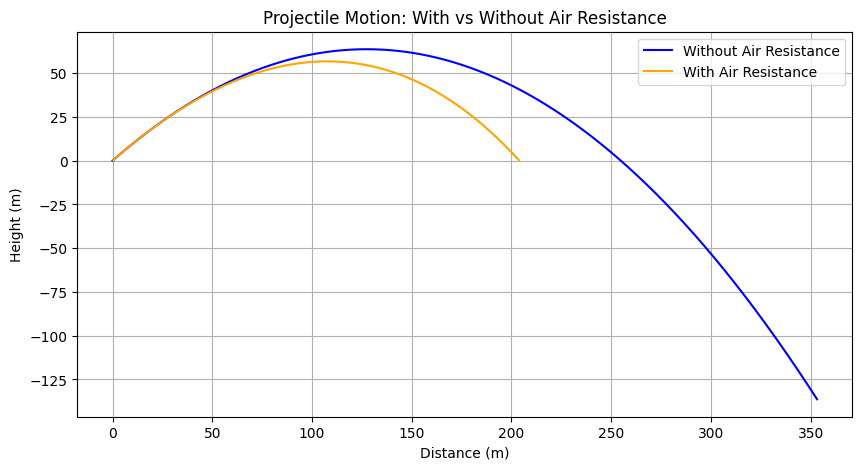 Projectile Motion: With vs Without Air Resistance
Without Air Resistance
With Air Resistance
50
25
0
−25
−50
−75
−100
−125
Height (m)
0 50 100 150 200 250 300 350
Distance (m)